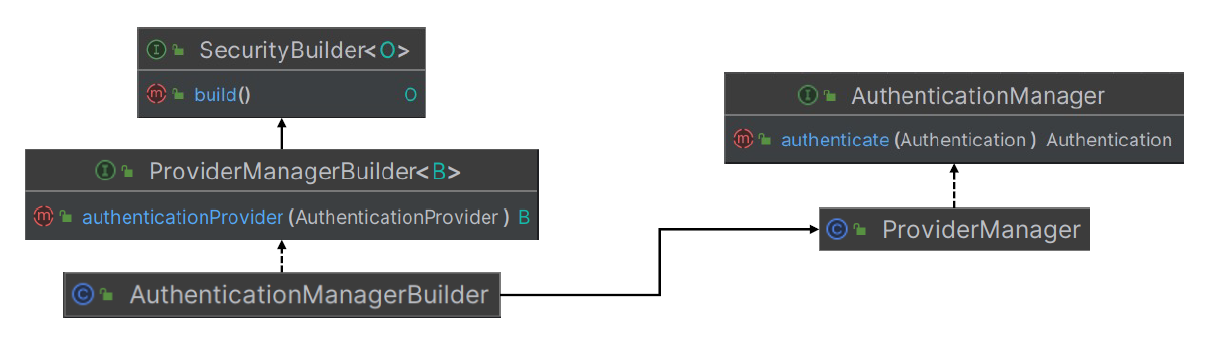 SecurityBuilder<O>
build() O
ProviderManagerBuilder<B>
authenticationProvider(AuthenticationProvider) B
AuthenticationManagerBuilder
AuthenticationManager
authenticate(Authentication) Authentication
ProviderManager